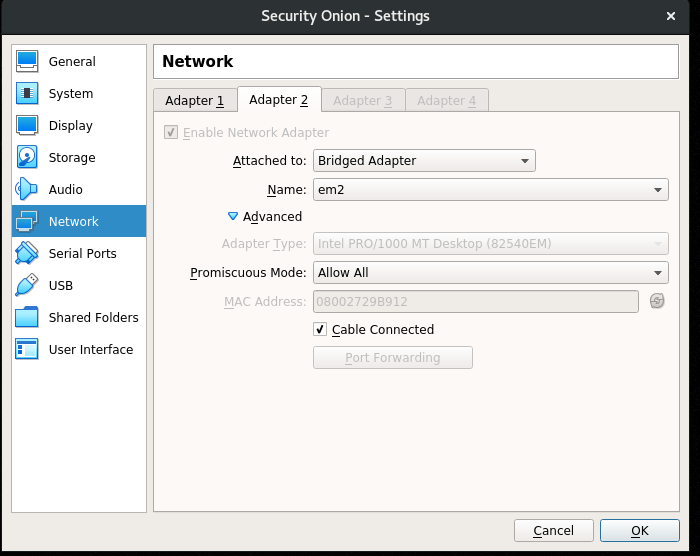 Security Onion - Settings
General
System
Display
Storage
Audio
Network
Serial Ports
USB
Shared Folders
User Interface
Network
Adapter 1 Adapter 2 Adapter 3 Adapter 4
Enable Network Adapter
Attached to: Bridged Adapter
Name: em2
Advanced
Adapter Type: Intel PRO/1000 MT Desktop (82540EM)
Promiscuous Mode: Allow All
MAC Address: 08002729B912
Cable Connected
Port Forwarding
Cancel OK